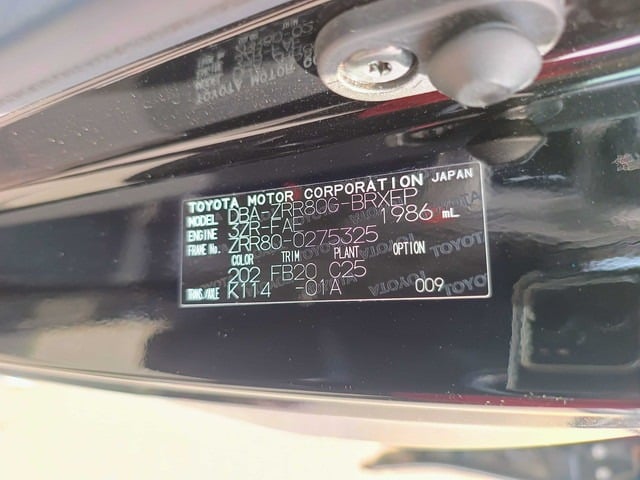 TOYOTA MOTOR CORPORATION JAPAN
MODEL DBA-ZRR80G-BRXEP
ENGINE 3ZR-FAE 1986 mL
FRAME No. ZRR80-0275325
COLOR TRIM PLANT OPTION
202 FB20 C25
TRANS./AXLE K114 -01A 009